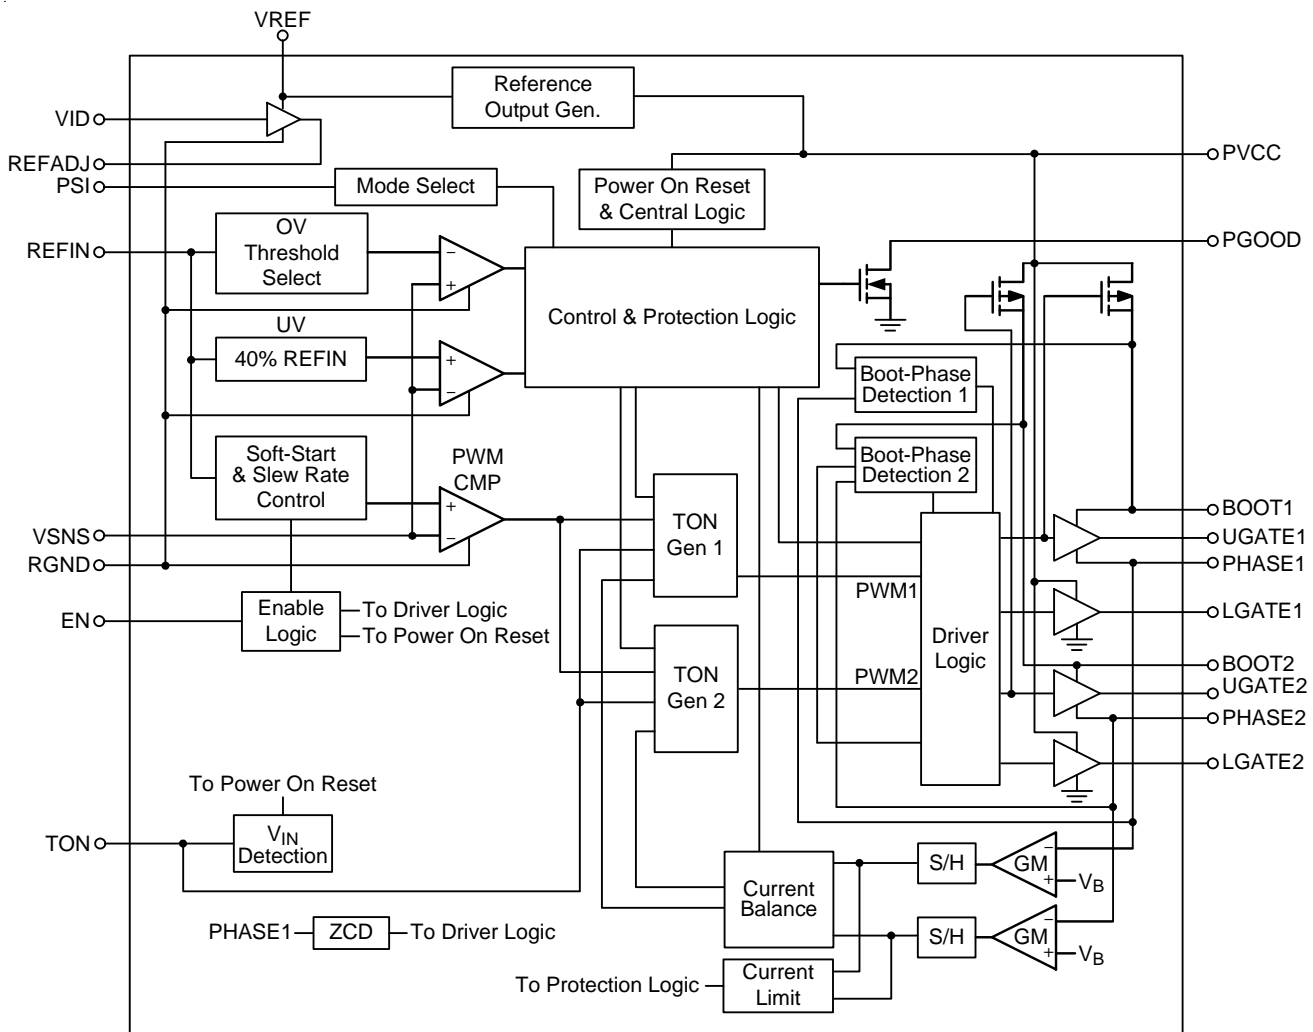 VREF
Reference
Output Gen.
VID
REFADJ
PVCC
PSI
Mode Select
Power On Reset
& Central Logic
REFIN
OV
Threshold
Select
−
+
PGOOD
Control & Protection Logic
UV
40% REFIN
+
−
Boot-Phase
Detection 1
Soft-Start
& Slew Rate
Control
PWM
CMP
+
−
Boot-Phase
Detection 2
VSNS
RGND
TON
Gen 1
BOOT1
UGATE1
PHASE1
EN
Enable
Logic
To Driver Logic
To Power On Reset
PWM1
LGATE1
Driver
Logic
TON
Gen 2
PWM2
BOOT2
UGATE2
PHASE2
LGATE2
To Power On Reset
TON
VIN
Detection
Current
Balance
S/H
GM
−
+
VB
PHASE1
ZCD
To Driver Logic
S/H
GM
−
+
VB
To Protection Logic
Current
Limit